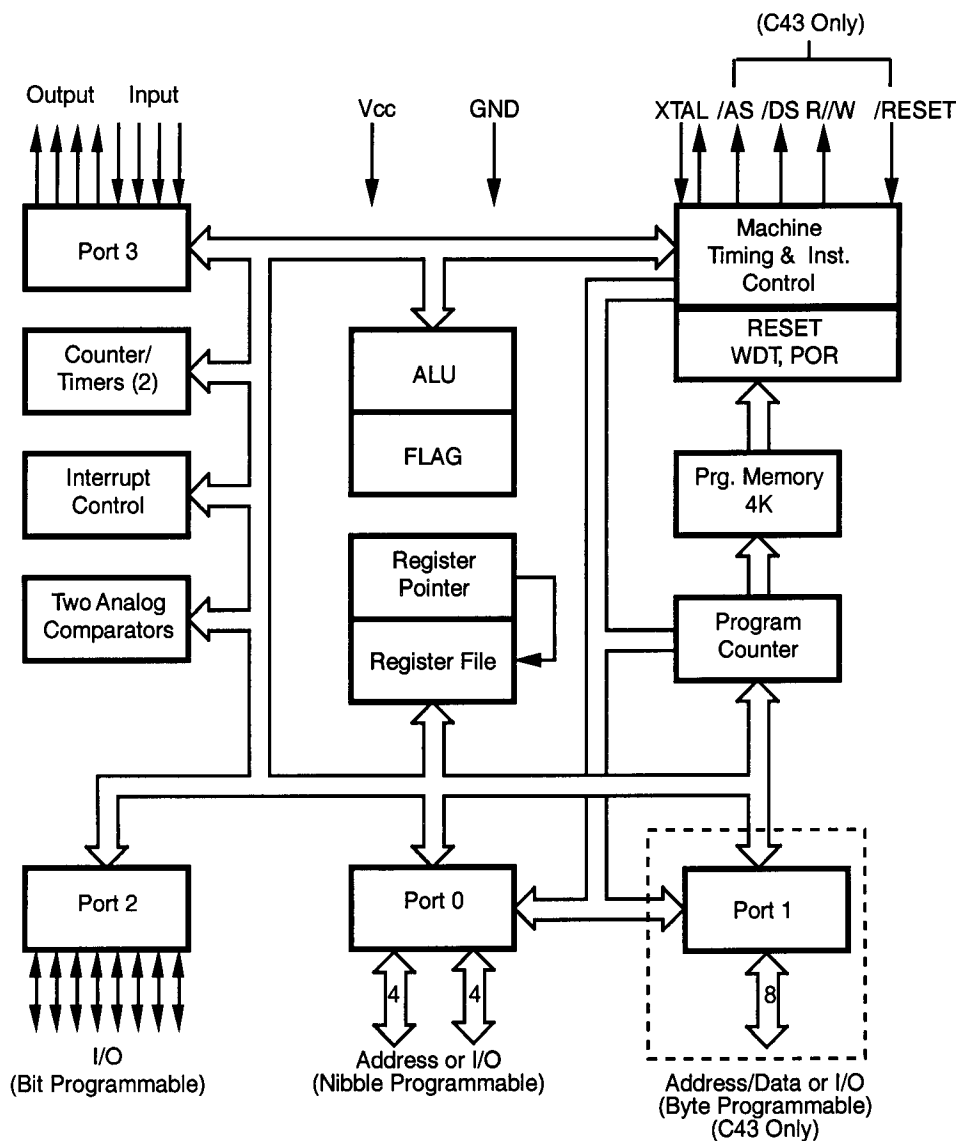 (C43 Only)
Output Input
Vcc
GND
XTAL /AS /DS R//W /RESET
Port 3
Machine
Timing & Inst.
Control
RESET
WDT, POR
Counter/
Timers (2)
ALU
FLAG
Interrupt
Control
Prg. Memory
4K
Two Analog
Comparators
Register
Pointer
Register File
Program
Counter
Port 2
Port 0
Port 1
4
4
8
I/O
(Bit Programmable)
Address or I/O
(Nibble Programmable)
Address/Data or I/O
(Byte Programmable)
(C43 Only)